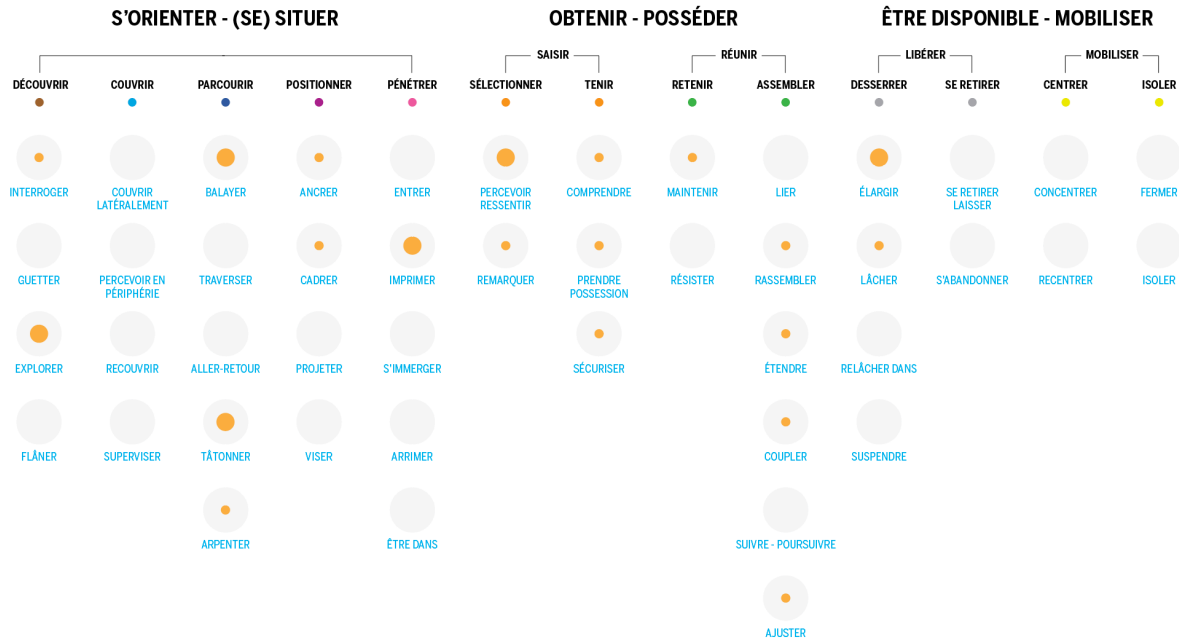 S'ORIENTER - (SE) SITUER
OBTENIR - POSSÉDER
ÊTRE DISPONIBLE - MOBILISER
SAISIR
RÉUNIR
LIBÉRER
MOBILISER
DÉCOUVRIR
COUVRIR
PARCOURIR
POSITIONNER
PÉNÉTRER
SÉLECTIONNER
TENIR
RETENIR
ASSEMBLER
DESSERRER
SE RETIRER
CENTRER
ISOLER
INTERROGER
COUVRIR
LATÉRALEMENT
BALAYER
ANCRER
ENTRER
PERCEVOIR
RESSENTIR
COMPRENDRE
MAINTENIR
LIER
ÉLARGIR
SE RETIRER
LAISSER
CONCENTRER
FERMER
GUETTER
PERCEVOIR EN
PÉRIPHÉRIE
TRAVERSER
CADRER
IMPRIMER
REMARQUER
PRENDRE
POSSESSION
RÉSISTER
RASSEMBLER
LÂCHER
S'ABANDONNER
RECENTRER
ISOLER
EXPLORER
RECOUVRIR
ALLER-RETOUR
PROJETER
S'IMMERGER
SÉCURISER
ÉTENDRE
RELÂCHER DANS
FLÂNER
SUPERVISER
TÂTONNER
VISER
ARRIMER
COUPLER
SUSPENDRE
ARPENTER
ÊTRE DANS
SUIVRE - POURSUIVRE
AJUSTER